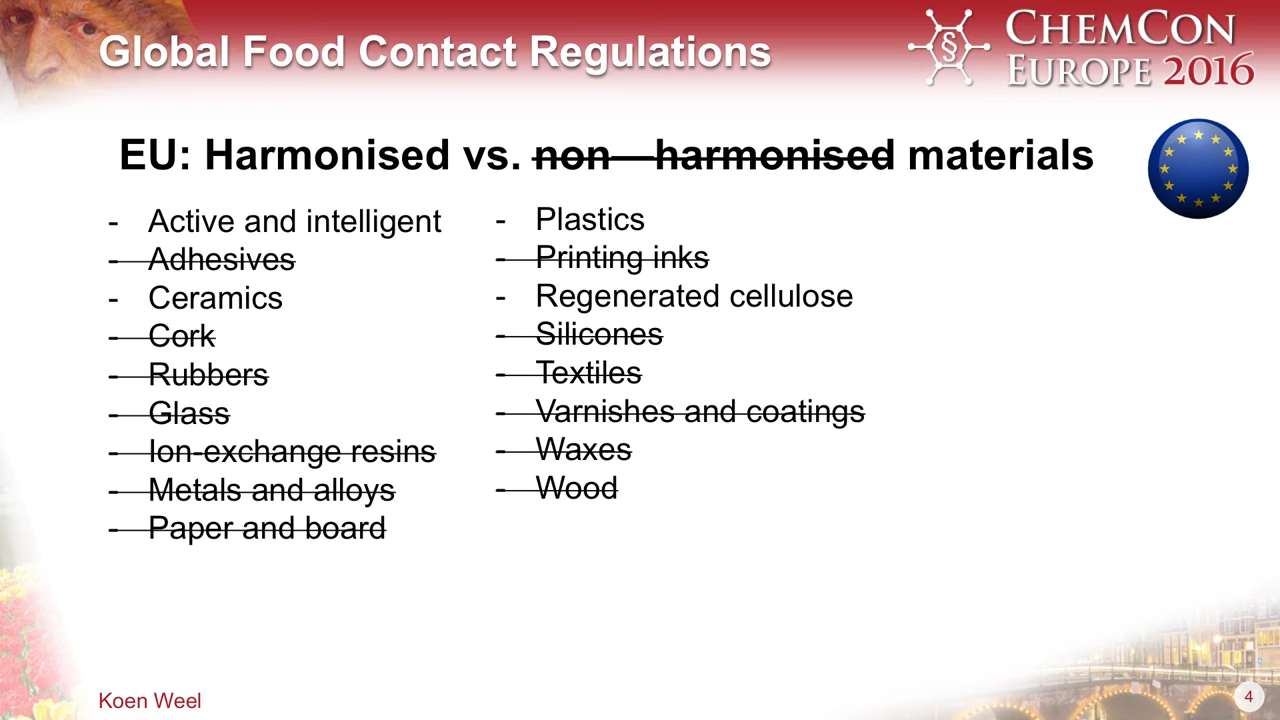 Global Food Contact Regulations
§
CHEMCON
EUROPE 2016
EU: Harmonised vs. non—harmonised materials
- Active and intelligent
- Adhesives
- Ceramics
- Cork
- Rubbers
- Glass
- Ion-exchange resins
- Metals and alloys
- Paper and board
- Plastics
- Printing inks
- Regenerated cellulose
- Silicones
- Textiles
- Varnishes and coatings
- Waxes
- Wood
Koen Weel
4